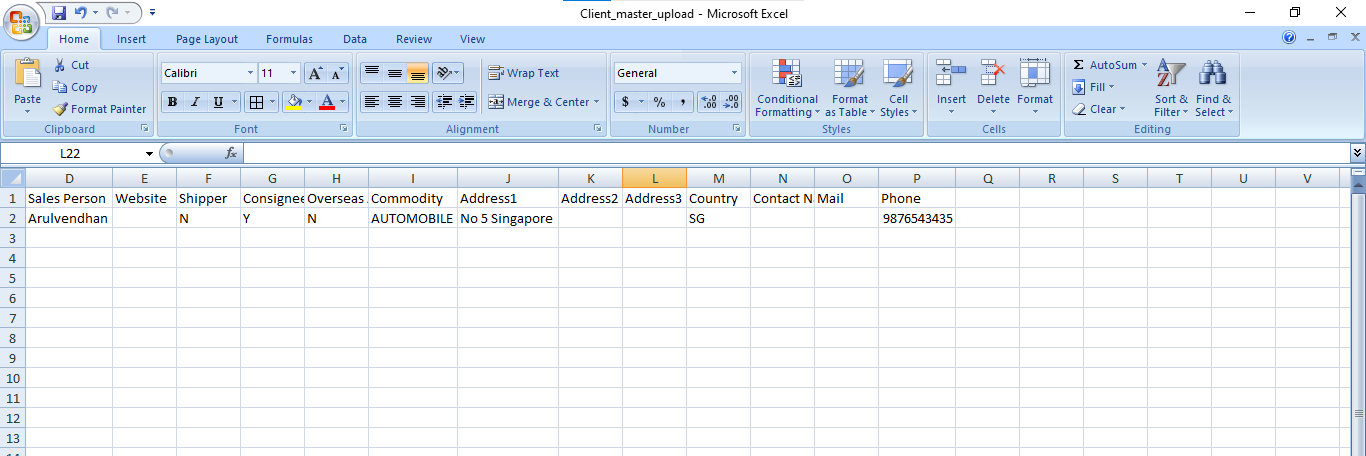 Client_master_upload - Microsoft Excel
Home Insert Page Layout Formulas Data Review View
Paste
Cut
Copy
Format Painter
Clipboard
Calibri 11
B I U
Font
Wrap Text
Merge & Center
Alignment
General
$ % , .00 .0
Number
Conditional Formatting
Format as Table
Cell Styles
Styles
Insert Delete Format
Cells
Σ AutoSum
Fill
Clear
Sort & Filter
Find & Select
Editing
L22 fx
D E F G H I J K L M N O P Q R S T U V
1 Sales Person Website Shipper Consignee Overseas Commodity Address1 Address2 Address3 Country Contact N Mail Phone
2 Arulvendhan N Y N AUTOMOBILE No 5 Singapore SG 9876543435
3
4
5
6
7
8
9
10
11
12
13